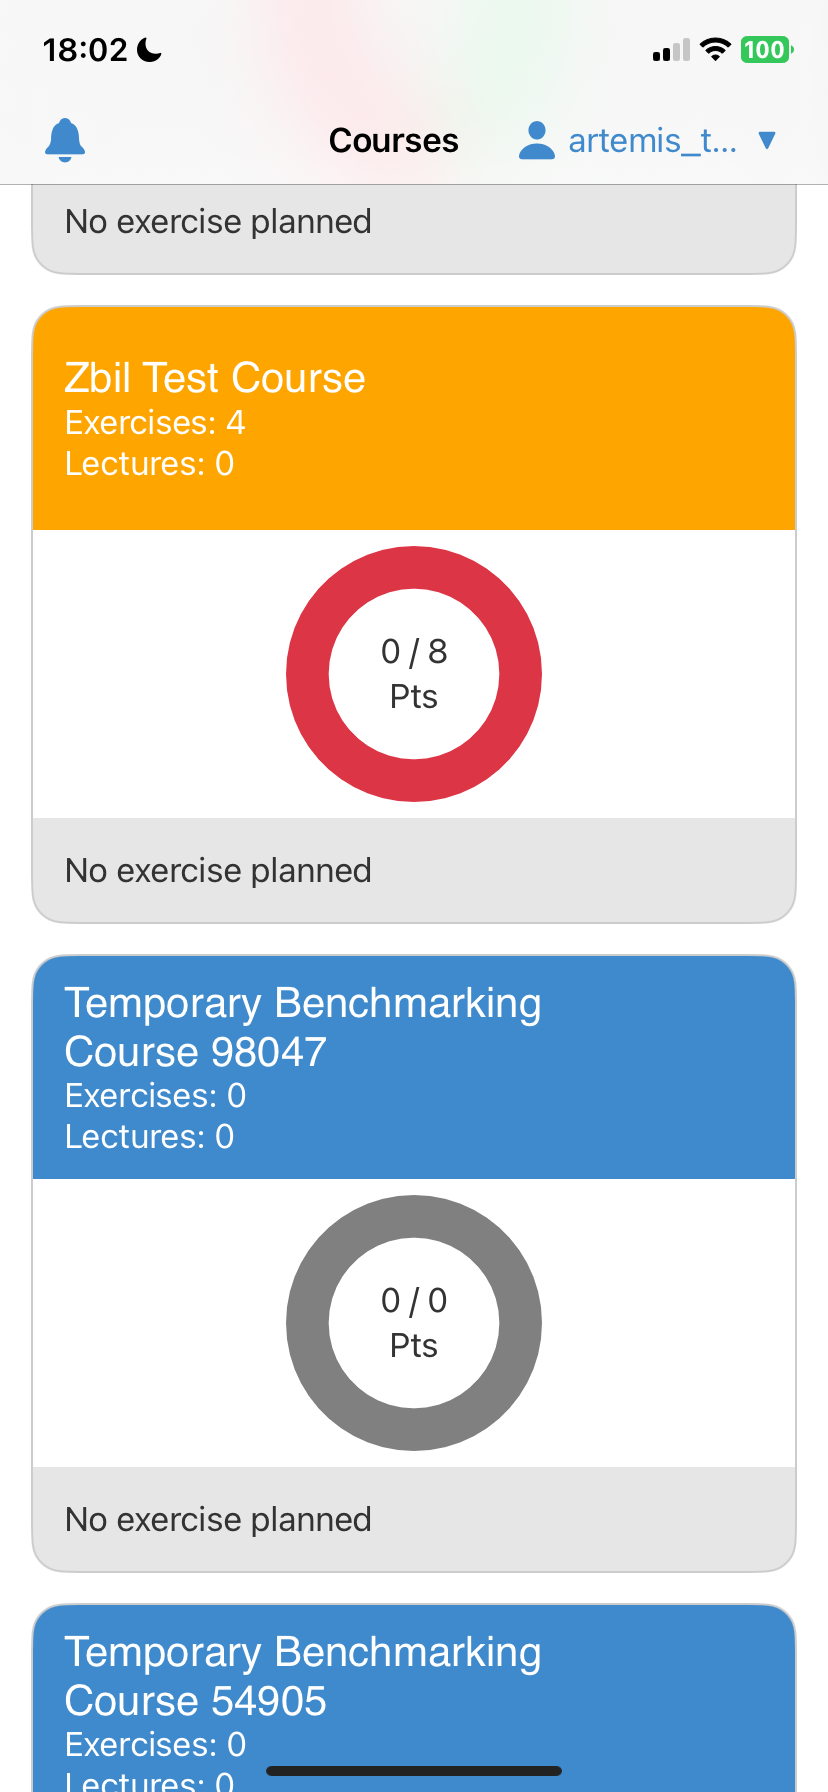 18:02
100
Courses
artemis_t...
No exercise planned
Zbil Test Course
Exercises: 4
Lectures: 0
0 / 8
Pts
No exercise planned
Temporary Benchmarking
Course 98047
Exercises: 0
Lectures: 0
0 / 0
Pts
No exercise planned
Temporary Benchmarking
Course 54905
Exercises: 0
Lectures: 0